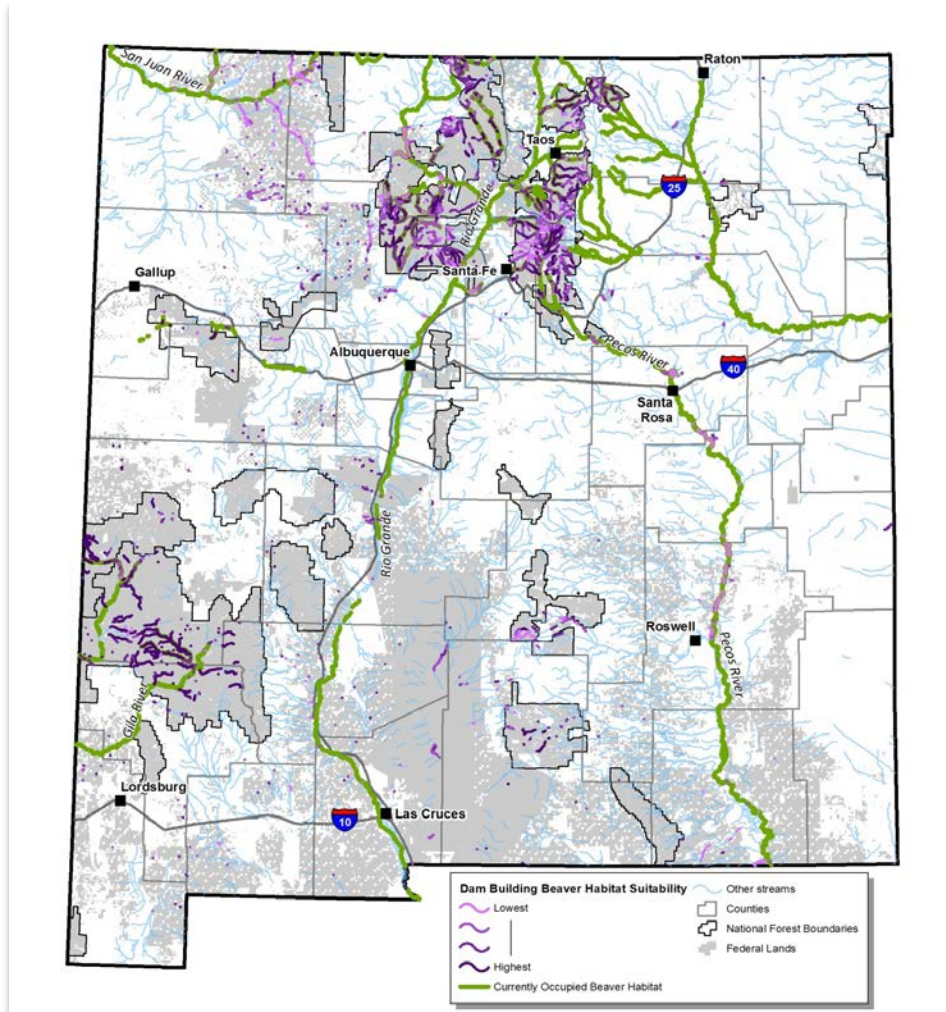 San Juan River
Raton
Taos
25
Rio Grande
Santa Fe
Gallup
Albuquerque
Pecos River
40
Santa
Rosa
Rio Grande
Roswell
Pecos River
Gila River
Lordsburg
10
Las Cruces
Dam Building Beaver Habitat Suitability
Lowest
Highest
Currently Occupied Beaver Habitat
Other streams
Counties
National Forest Boundaries
Federal Lands